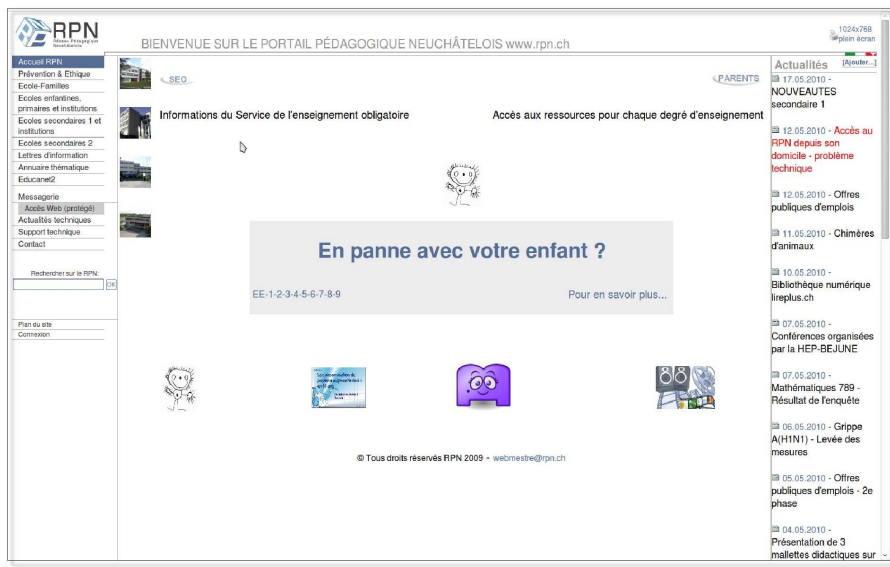 RPN
Réseau Pédagogique
Neuchâtelois
BIENVENUE SUR LE PORTAIL PÉDAGOGIQUE NEUCHÂTELOIS www.rpn.ch
1024x768
plein écran
Accueil RPN
Prévention & Ethique
Ecole-Familles
Ecoles enfantines,
primaires et institutions
Ecoles secondaires 1 et
institutions
Ecoles secondaires 2
Lettres d'information
Annuaire thématique
Educanet2
Messagerie
Accès Web (protégé)
Actualités techniques
Support technique
Contact
Rechercher sur le RPN:
OK
Plan du site
Connexion
SEO
PARENTS
Informations du Service de l'enseignement obligatoire
Accès aux ressources pour chaque degré d'enseignement
En panne avec votre enfant ?
EE-1-2-3-4-5-6-7-8-9
Pour en savoir plus...
© Tous droits réservés RPN 2009 - webmestre@rpn.ch
Actualités
[Ajouter...]
17.05.2010 -
NOUVEAUTES
secondaire 1
12.05.2010 - Accès au
RPN depuis son
domicile - problème
technique
12.05.2010 - Offres
publiques d'emplois
11.05.2010 - Chimères
d'animaux
10.05.2010 -
Bibliothèque numérique
lireplus.ch
07.05.2010 -
Conférences organisées
par la HEP-BEJUNE
07.05.2010 -
Mathématiques 789 -
Résultat de l'enquête
06.05.2010 - Grippe
A(H1N1) - Levée des
mesures
05.05.2010 - Offres
publiques d'emplois - 2e
phase
04.05.2010 -
Présentation de 3
mallettes didactiques sur